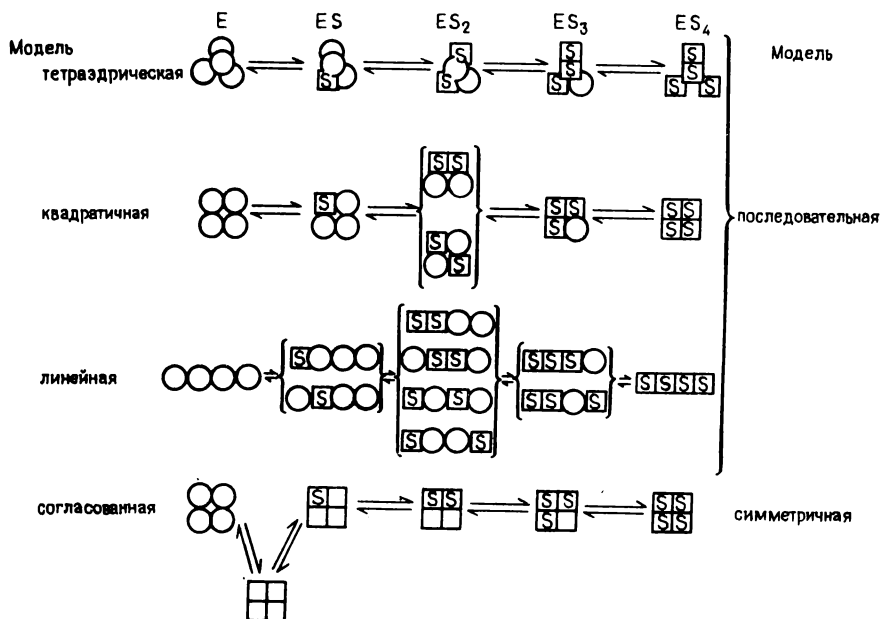 E ES ES₂ ES₃ ES₄
Модель Модель
тетраэдрическая S S S S S S S S S S
S S
квадратичная S S S S S S последовательная
S S S S S
S S S S
линейная S S S S S S S S S S S S
S S S S S S
S S
S S
согласованная S S S S S S S симметричная
S S S